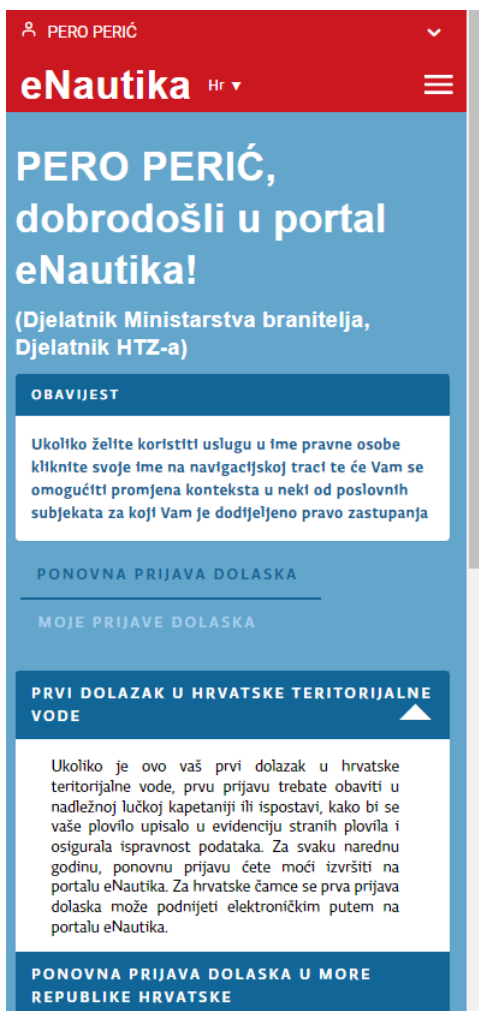 PERO PERIĆ
eNautika Hr ▼
PERO PERIĆ,
dobrodošli u portal
eNautika!
(Djelatnik Ministarstva branitelja,
Djelatnik HTZ-a)
OBAVIJEST
Ukoliko želite koristiti uslugu u ime pravne osobe
kliknite svoje ime na navigacijskoj traci te će Vam se
omogućiti promjena konteksta u neki od poslovnih
subjekata za koji Vam je dodijeljeno pravo zastupanja
PONOVNA PRIJAVA DOLASKA
MOJE PRIJAVE DOLASKA
PRVI DOLAZAK U HRVATSKE TERITORIJALNE
VODE
Ukoliko je ovo vaš prvi dolazak u hrvatske
teritorijalne vode, prvu prijavu trebate obaviti u
nadležnoj lučkoj kapetaniji ili ispostavi, kako bi se
vaše plovilo upisalo u evidenciju stranih plovila i
osigurala ispravnost podataka. Za svaku narednu
godinu, ponovnu prijavu ćete moći izvršiti na
portalu eNautika. Za hrvatske čamce se prva prijava
dolaska može podnijeti elektroničkim putem na
portalu eNautika.
PONOVNA PRIJAVA DOLASKA U MORE
REPUBLIKE HRVATSKE